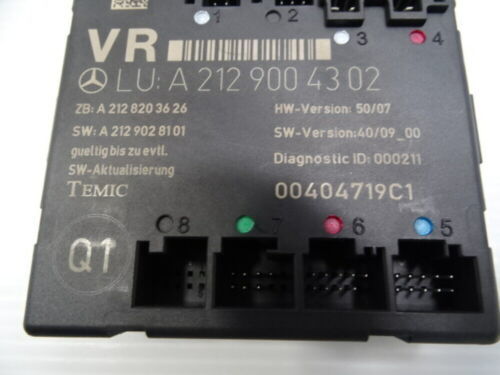 1 2
3 4
VR
LU: A 212 900 43 02
ZB: A 212 820 36 26
HW-Version: 50/07
SW: A 212 902 81 01
SW-Version:40/09_00
gueltig bis zu evtl.
Diagnostic ID: 000211
SW-Aktualisierung
TEMIC
00404719C1
8 7 6 5
Q1